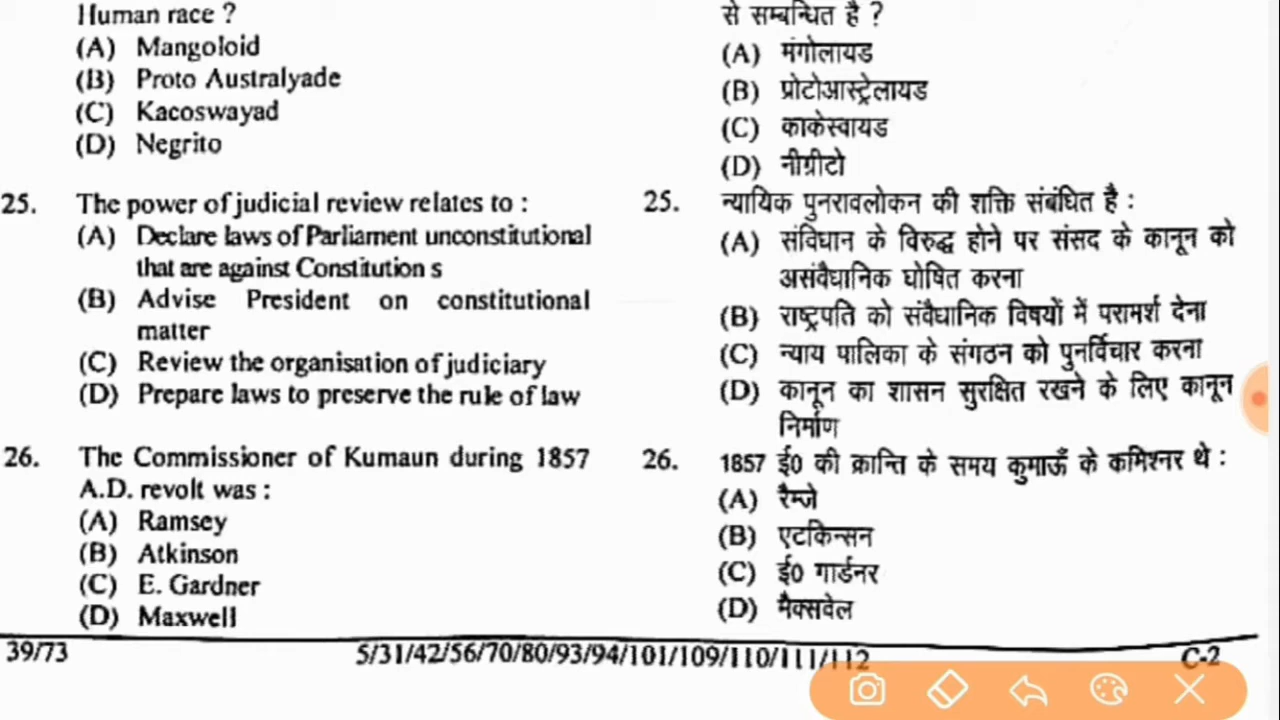 Human race ?
(A) Mangoloid
(B) Proto Australyade
(C) Kacoswayad
(D) Negrito
25. The power of judicial review relates to :
(A) Declare laws of Parliament unconstitutional
that are against Constitution s
(B) Advise President on constitutional
matter
(C) Review the organisation of judiciary
(D) Prepare laws to preserve the rule of law
26. The Commissioner of Kumaun during 1857
A.D. revolt was :
(A) Ramsey
(B) Atkinson
(C) E. Gardner
(D) Maxwell
से सम्बन्धित है ?
(A) मंगोलायड
(B) प्रोटोआस्ट्रेलायड
(C) काकेस्वायड
(D) नीग्रीटो
25. न्यायिक पुनरावलोकन की शक्ति संबंधित है :
(A) संविधान के विरुद्ध होने पर संसद के कानून को
असंवैधानिक घोषित करना
(B) राष्ट्रपति को संवैधानिक विषयों में परामर्श देना
(C) न्याय पालिका के संगठन को पुनर्विचार करना
(D) कानून का शासन सुरक्षित रखने के लिए कानून
निर्माण
26. 1857 ई0 की क्रान्ति के समय कुमाऊँ के कमिश्नर थे :
(A) रैम्जे
(B) एटकिन्सन
(C) ई0 गार्डनर
(D) मैक्सवेल
39/73 5/31/42/56/70/80/93/94/101/109/110/111/112 C-2